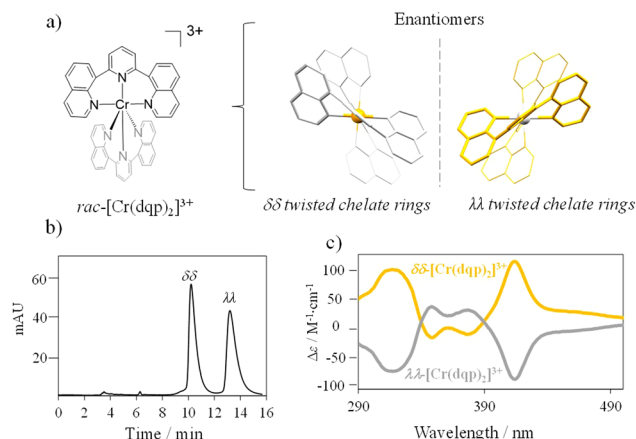 a)
Enantiomers
3+
N
N
Cr
N
N
N
N
rac-[Cr(dqp)₂]³⁺
δδ twisted chelate rings
λλ twisted chelate rings
b)
c)
60
40
20
mAU
δδ
λλ
0 2 4 6 8 10 12 14 16
Time / min
100
50
0
-50
-100
Δε / M⁻¹·cm⁻¹
δδ-[Cr(dqp)₂]³⁺
λλ-[Cr(dqp)₂]³⁺
290 390 490
Wavelength / nm